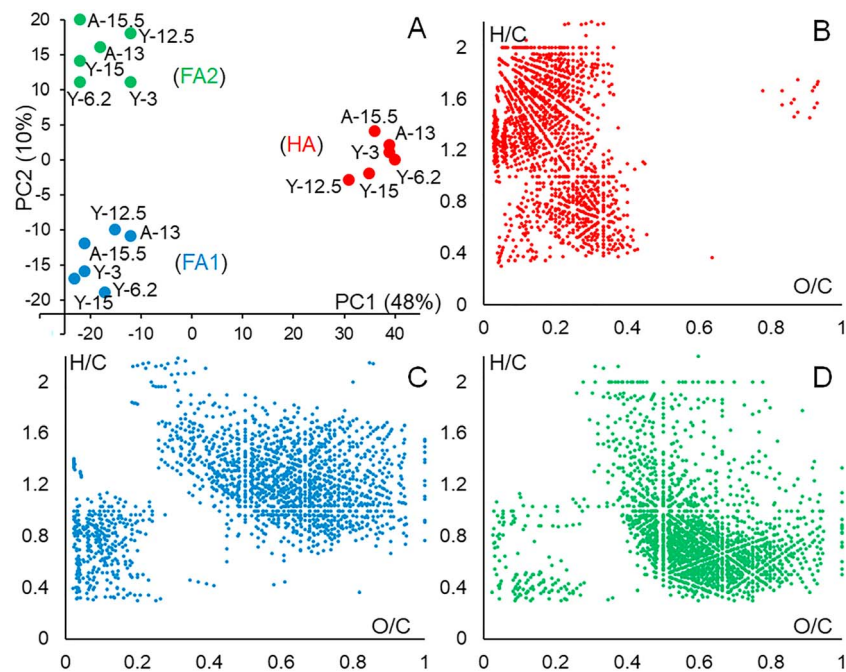 A
20
15
10
5
0
-5
-10
-15
-20
PC2 (10%)
A-15.5
Y-12.5
A-13
Y-15
(FA2)
Y-6.2
Y-3
A-15.5
A-13
(HA)
Y-3
Y-12.5
Y-15
Y-6.2
Y-12.5
A-13
A-15.5
(FA1)
Y-3
Y-6.2
Y-15
PC1 (48%)
-20 -10 0 10 20 30 40
H/C
B
2
1.6
1.2
0.8
0.4
0
O/C
0 0.2 0.4 0.6 0.8 1
H/C
C
2
1.6
1.2
0.8
0.4
0
O/C
0 0.2 0.4 0.6 0.8 1
H/C
D
2
1.6
1.2
0.8
0.4
0
O/C
0 0.2 0.4 0.6 0.8 1